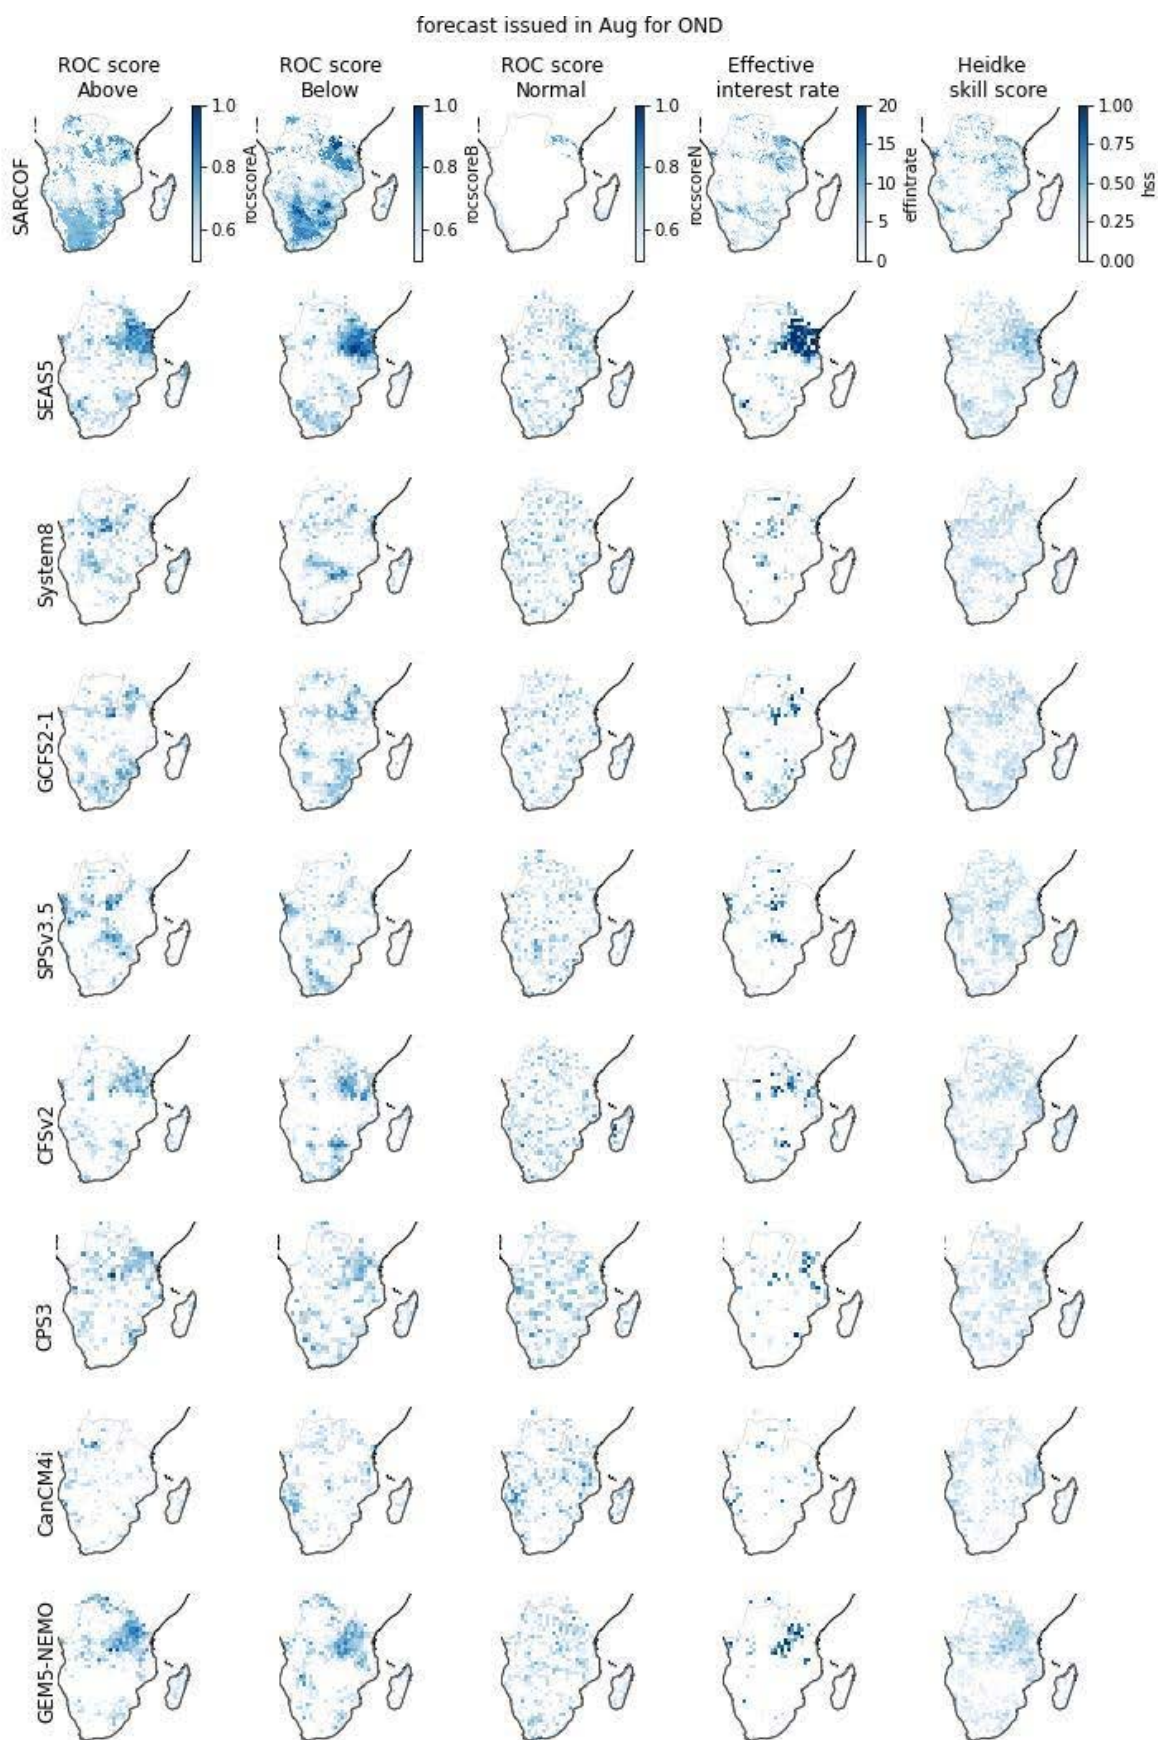 forecast issued in Aug for OND
ROC score
Above
ROC score
Below
ROC score
Normal
Effective
interest rate
Heidke
skill score
SARCOF
1.0
0.8
0.6
rocscoreA
1.0
0.8
0.6
rocscoreB
1.0
0.8
0.6
rocscoreN
20
15
10
5
0
effintrate
1.00
0.75
0.50
0.25
0.00
hss
SEAS5
System8
GCFS2-1
SPSv3.5
CFSv2
CPS3
CanCM4i
GEM5-NEMO